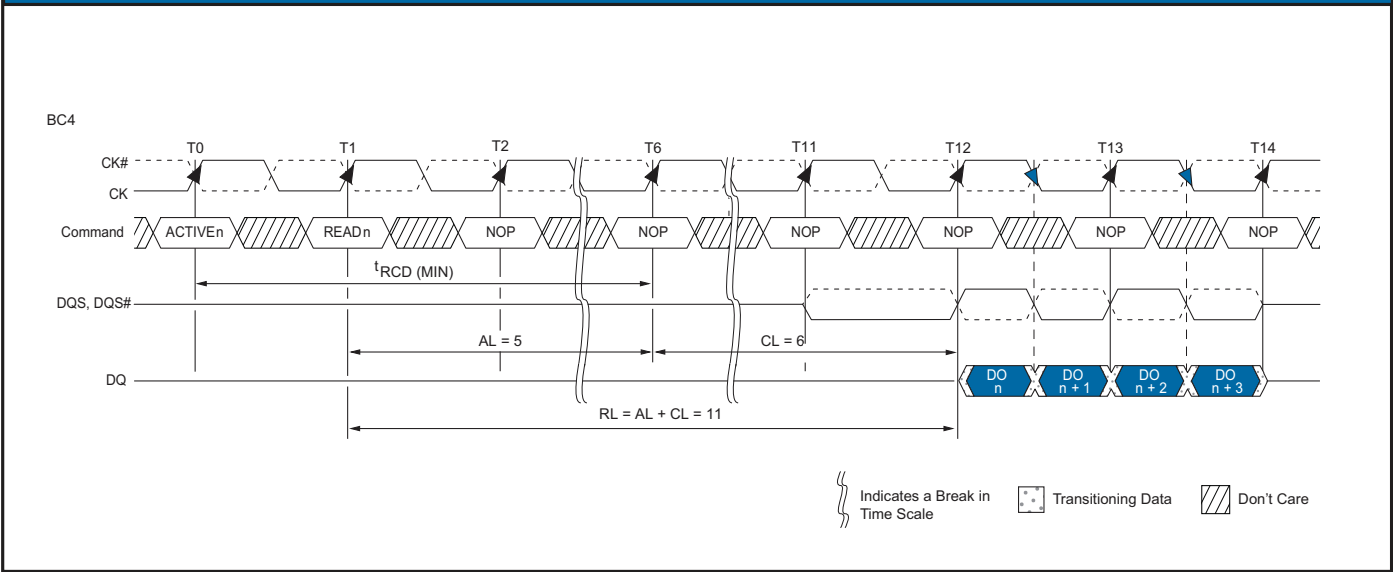 BC4
T0 T1 T2 T6 T11 T12 T13 T14
CK#
CK
Command ACTIVE n READ n NOP NOP NOP NOP NOP NOP
tRCD (MIN)
DQS, DQS#
AL = 5 CL = 6
DQ DO n DO n + 1 DO n + 2 DO n + 3
RL = AL + CL = 11
Indicates a Break in
Time Scale
Transitioning Data
Don't Care